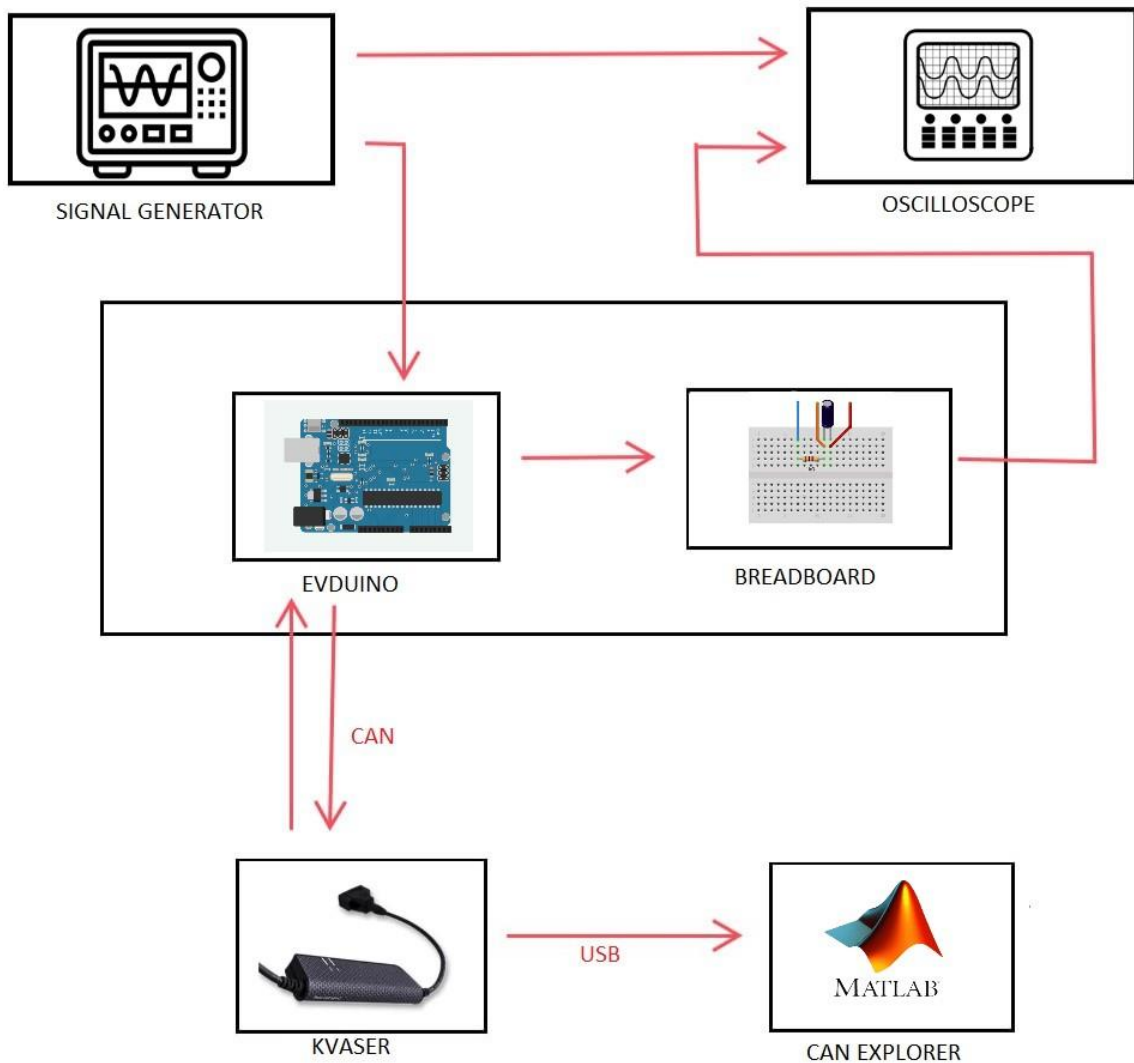 SIGNAL GENERATOR
OSCILLOSCOPE
EVDUINO
BREADBOARD
CAN
USB
MATLAB
KVASER
CAN EXPLORER